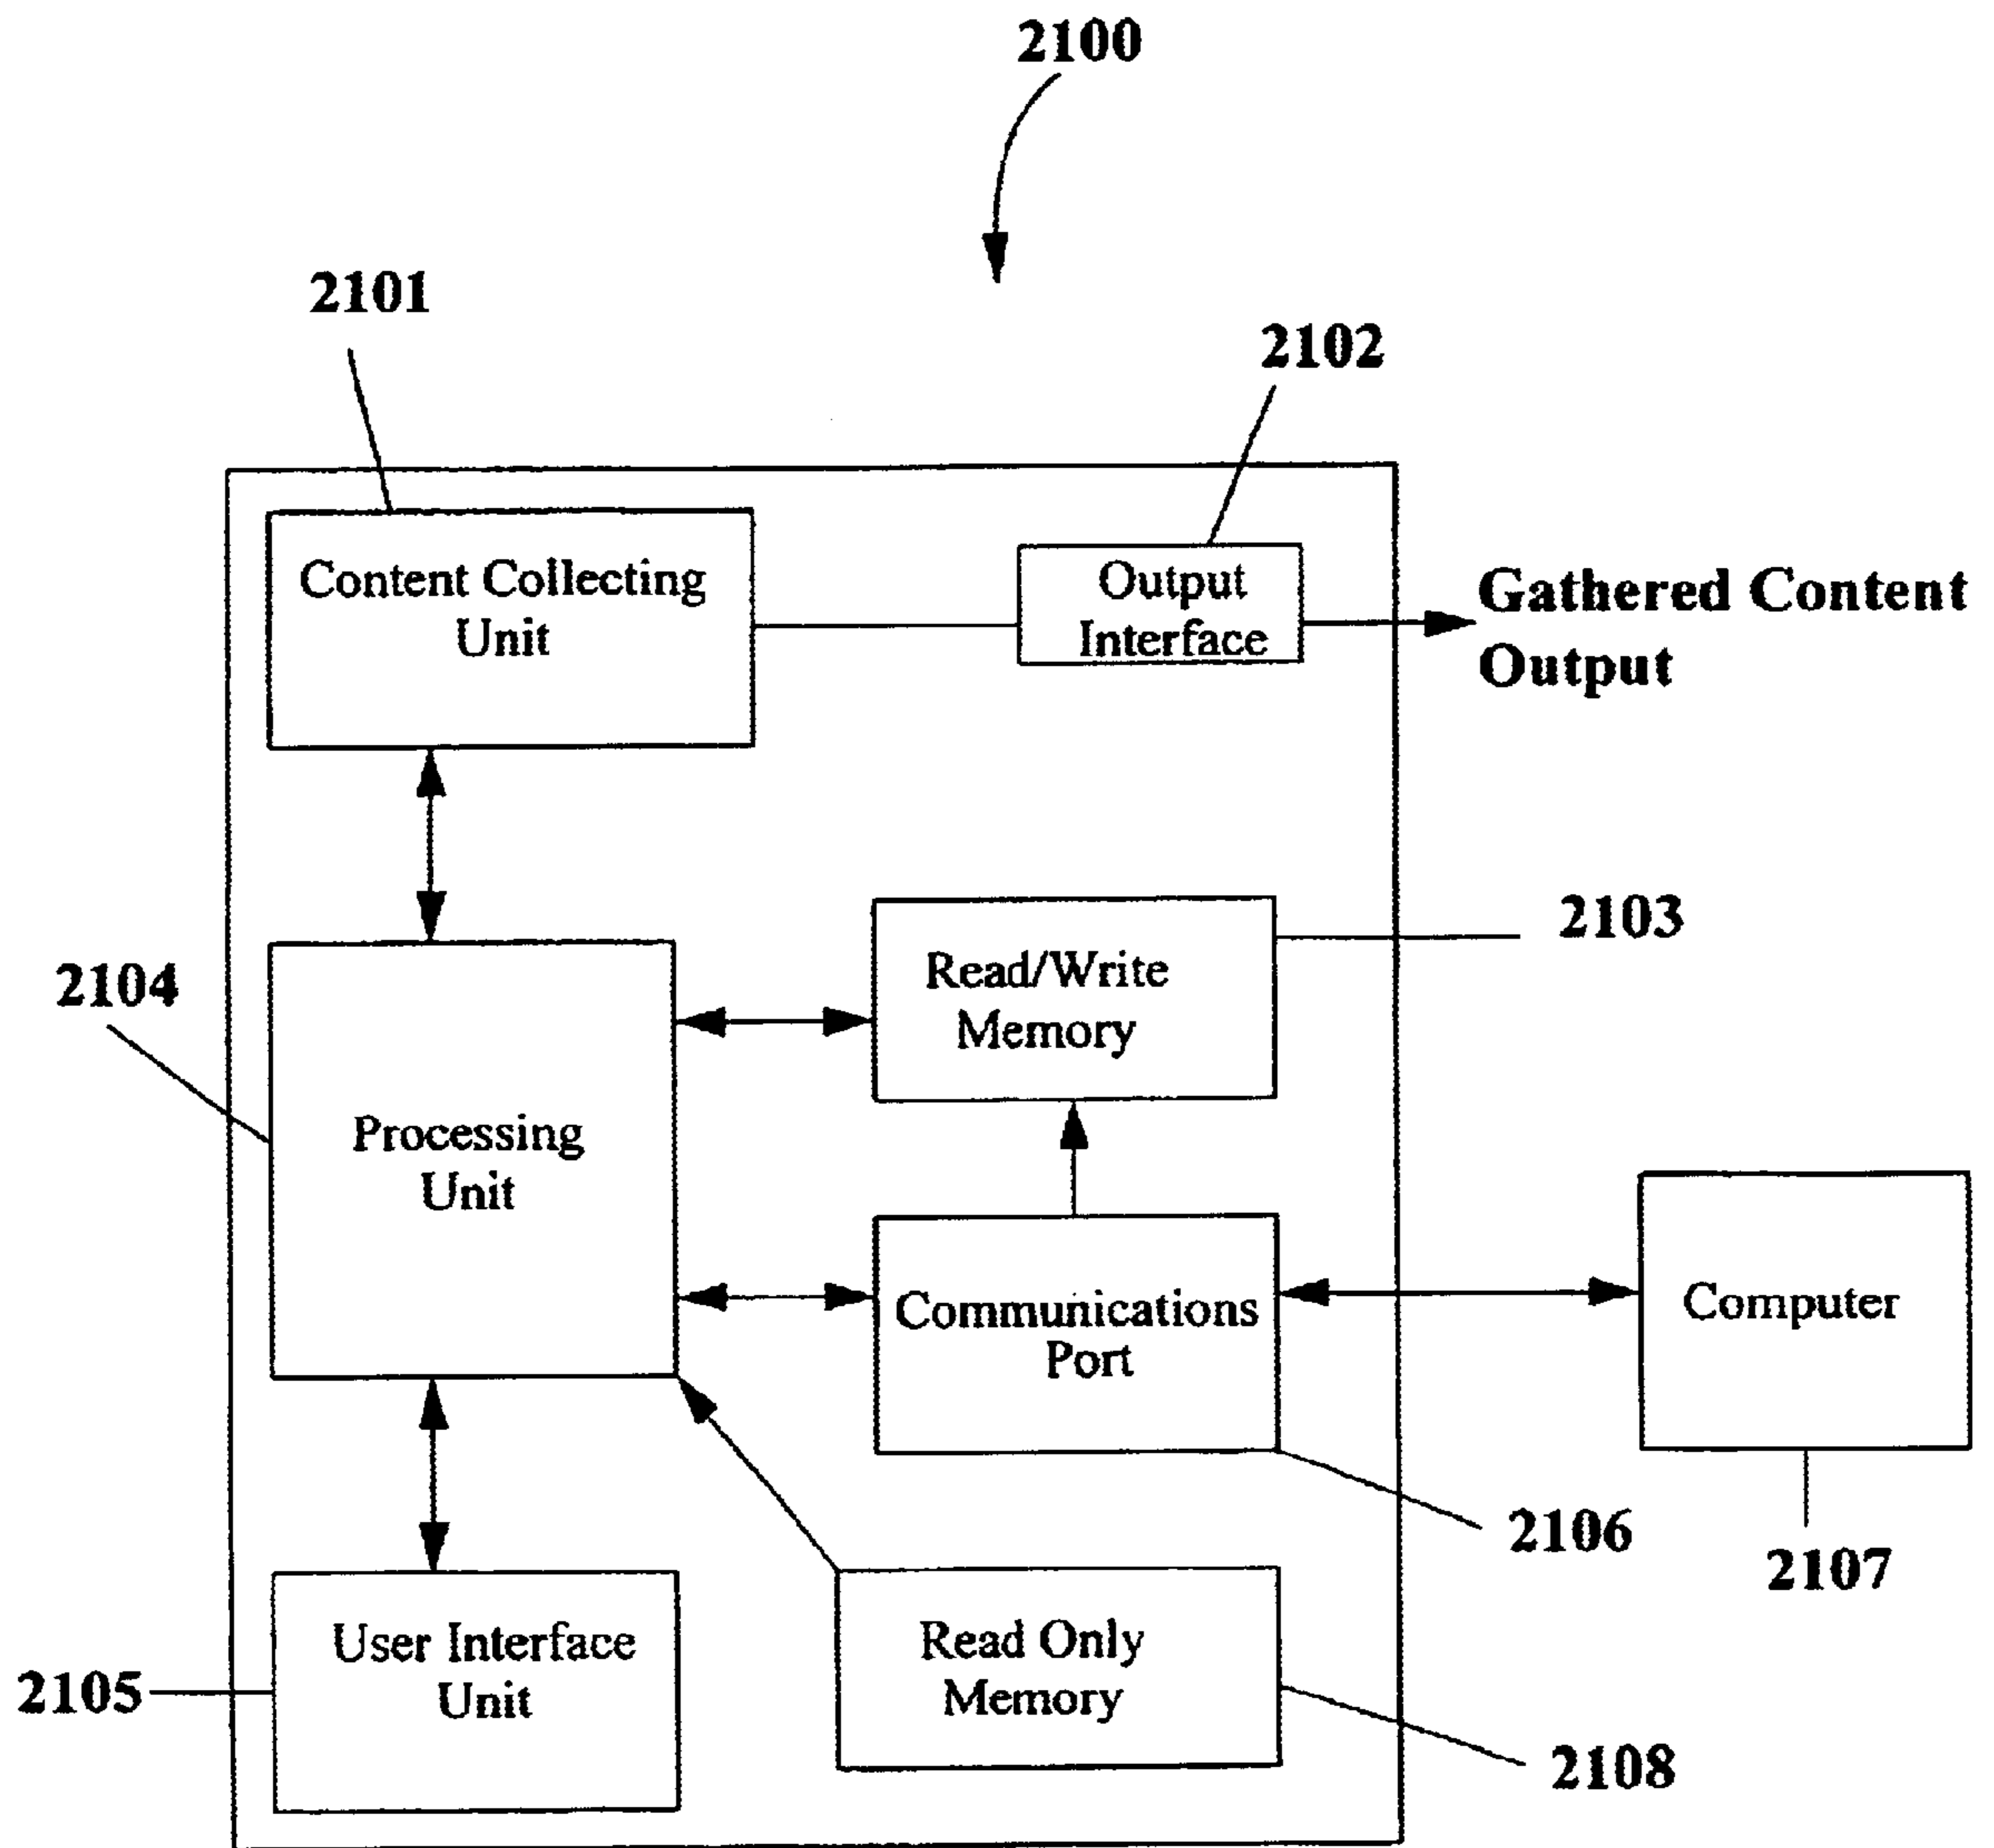 2100
2101
2102
Content Collecting
Unit
Output
Interface
Gathered Content
Output
2103
Read/Write
Memory
2104
Processing
Unit
Communications
Port
Computer
2106
2107
User Interface
Unit
2105
Read Only
Memory
2108